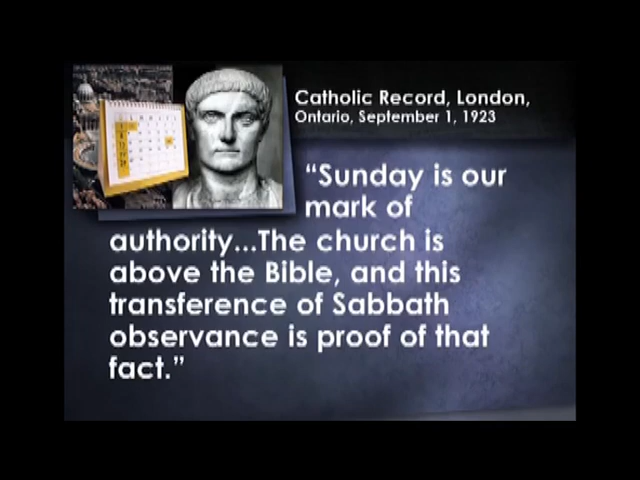 Catholic Record, London,
Ontario, September 1, 1923
“Sunday is our
mark of
authority...The church is
above the Bible, and this
transference of Sabbath
observance is proof of that
fact.”